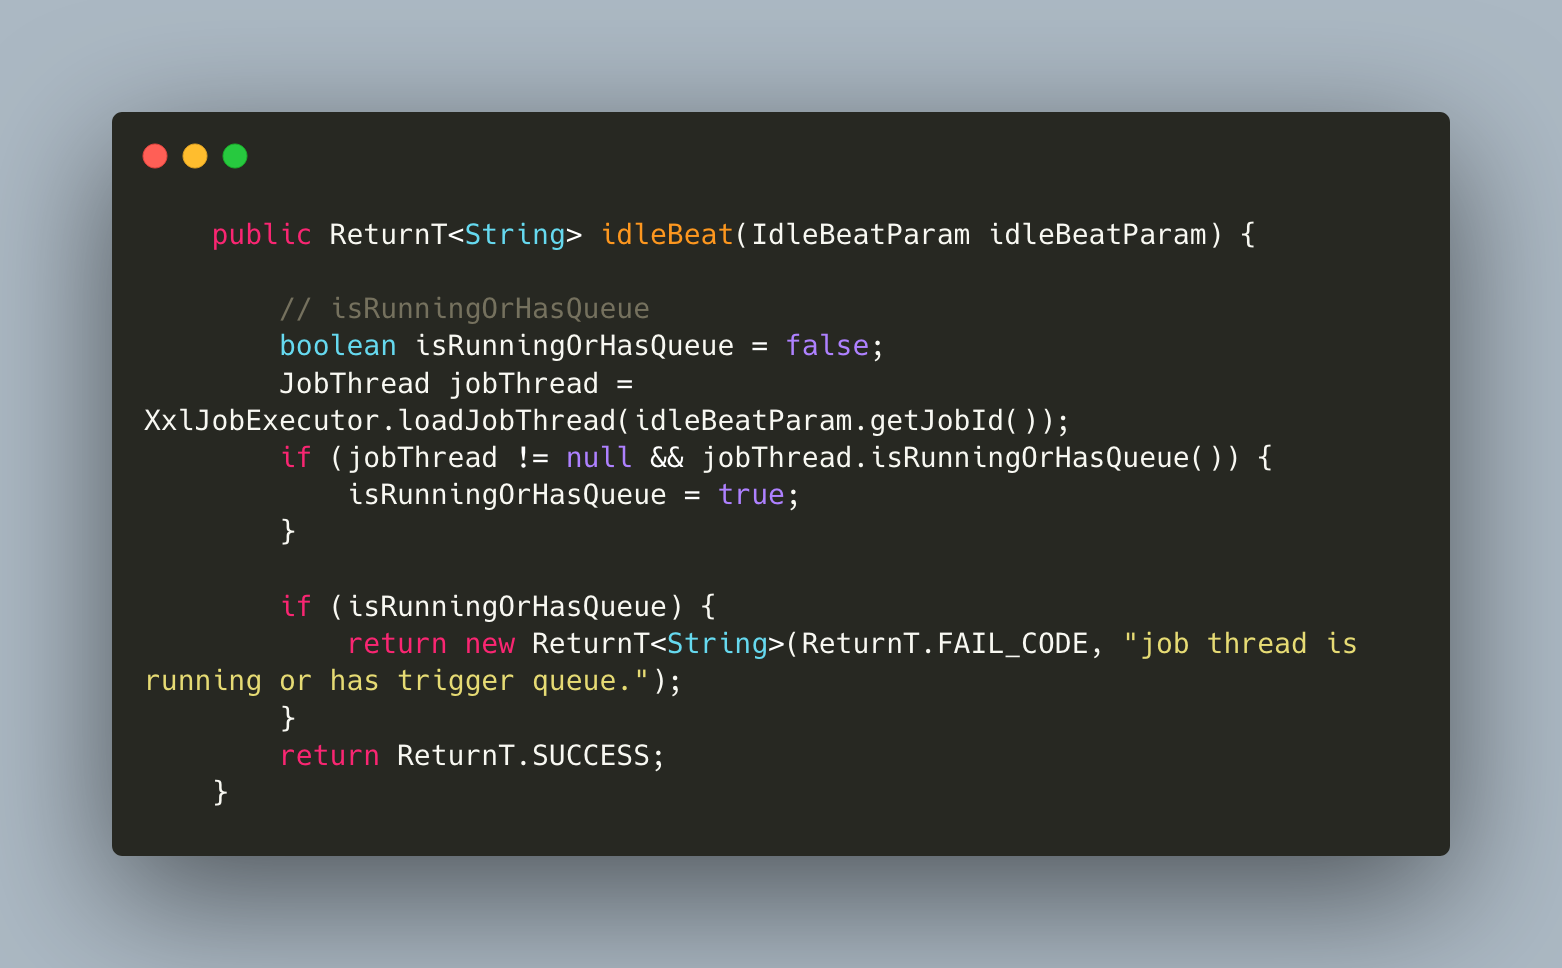 public ReturnT<String> idleBeat(IdleBeatParam idleBeatParam) {
// isRunningOrHasQueue
boolean isRunningOrHasQueue = false;
JobThread jobThread =
XxlJobExecutor.loadJobThread(idleBeatParam.getJobId());
if (jobThread != null && jobThread.isRunningOrHasQueue()) {
isRunningOrHasQueue = true;
}
if (isRunningOrHasQueue) {
return new ReturnT<String>(ReturnT.FAIL_CODE, "job thread is
running or has trigger queue.");
}
return ReturnT.SUCCESS;
}